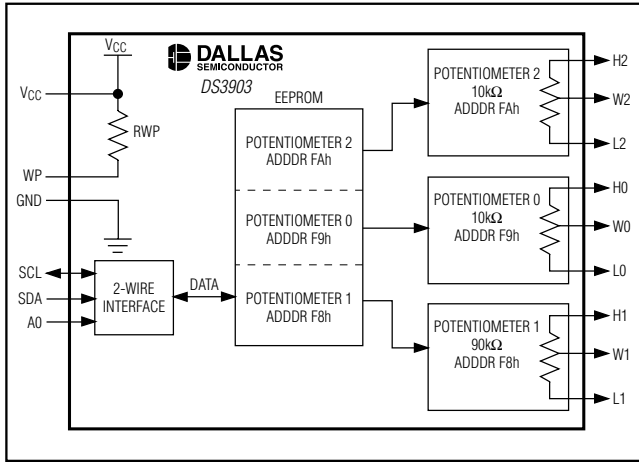 VCC
DALLAS
SEMICONDUCTOR
DS3903
VCC
RWP
WP
GND
SCL
SDA
A0
2-WIRE
INTERFACE
DATA
EEPROM
POTENTIOMETER 2
ADDDR FAh
POTENTIOMETER 0
ADDDR F9h
POTENTIOMETER 1
ADDDR F8h
POTENTIOMETER 2
10kΩ
ADDDR FAh
H2
W2
L2
POTENTIOMETER 0
10kΩ
ADDDR F9h
H0
W0
L0
POTENTIOMETER 1
90kΩ
ADDDR F8h
H1
W1
L1